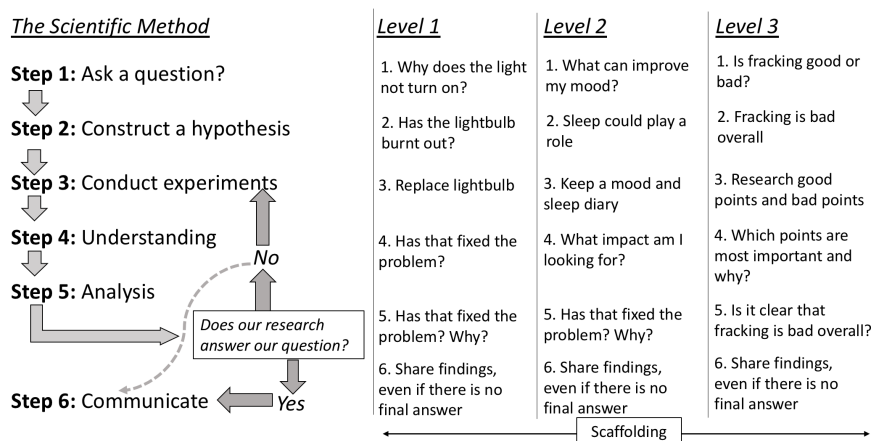 The Scientific Method
Step 1: Ask a question?
Step 2: Construct a hypothesis
Step 3: Conduct experiments
Step 4: Understanding
No
Step 5: Analysis
Does our research
answer our question?
Step 6: Communicate
Yes
Level 1
1. Why does the light
not turn on?
2. Has the lightbulb
burnt out?
3. Replace lightbulb
4. Has that fixed the
problem?
5. Has that fixed the
problem? Why?
6. Share findings,
even if there is no
final answer
Level 2
1. What can improve
my mood?
2. Sleep could play a
role
3. Keep a mood and
sleep diary
4. What impact am I
looking for?
5. Has that fixed the
problem? Why?
6. Share findings,
even if there is no
final answer
Level 3
1. Is fracking good or
bad?
2. Fracking is bad
overall
3. Research good
points and bad points
4. Which points are
most important and
why?
5. Is it clear that
fracking is bad overall?
6. Share findings,
even if there is no
final answer
Scaffolding